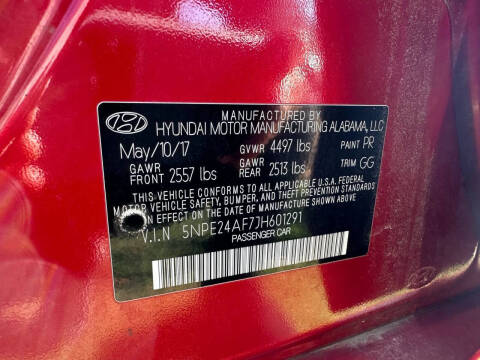 MANUFACTURED BY
HYUNDAI MOTOR MANUFACTURING ALABAMA, LLC
May/10/17 GVWR 4497 lbs PAINT PR
GAWR FRONT 2557 lbs GAWR REAR 2513 lbs TRIM GG
THIS VEHICLE CONFORMS TO ALL APPLICABLE U.S.A. FEDERAL
MOTOR VEHICLE SAFETY, BUMPER, AND THEFT PREVENTION STANDARDS
IN EFFECT ON THE DATE OF MANUFACTURE SHOWN ABOVE.
V.I.N 5NPE24AF7JH601291
PASSENGER CAR